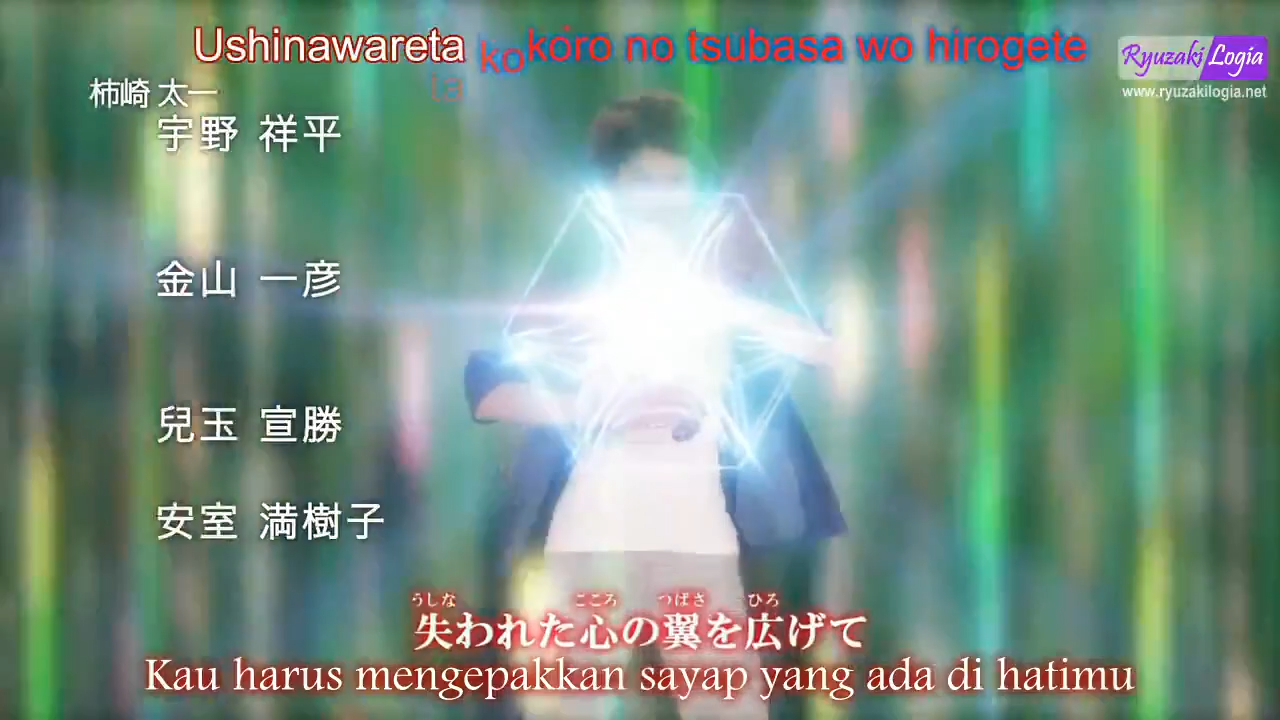 Ushinawareta kokoro no tsubasa wo hirogete
Ryuzaki Logia
www.ryuzakilogia.net
柿崎 太一
宇野 祥平
金山 一彦
兒玉 宣勝
安室 満樹子
うしな こころ つばさ ひろ
失われた心の翼を広げて
Kau harus mengepakkan sayap yang ada di hatimu